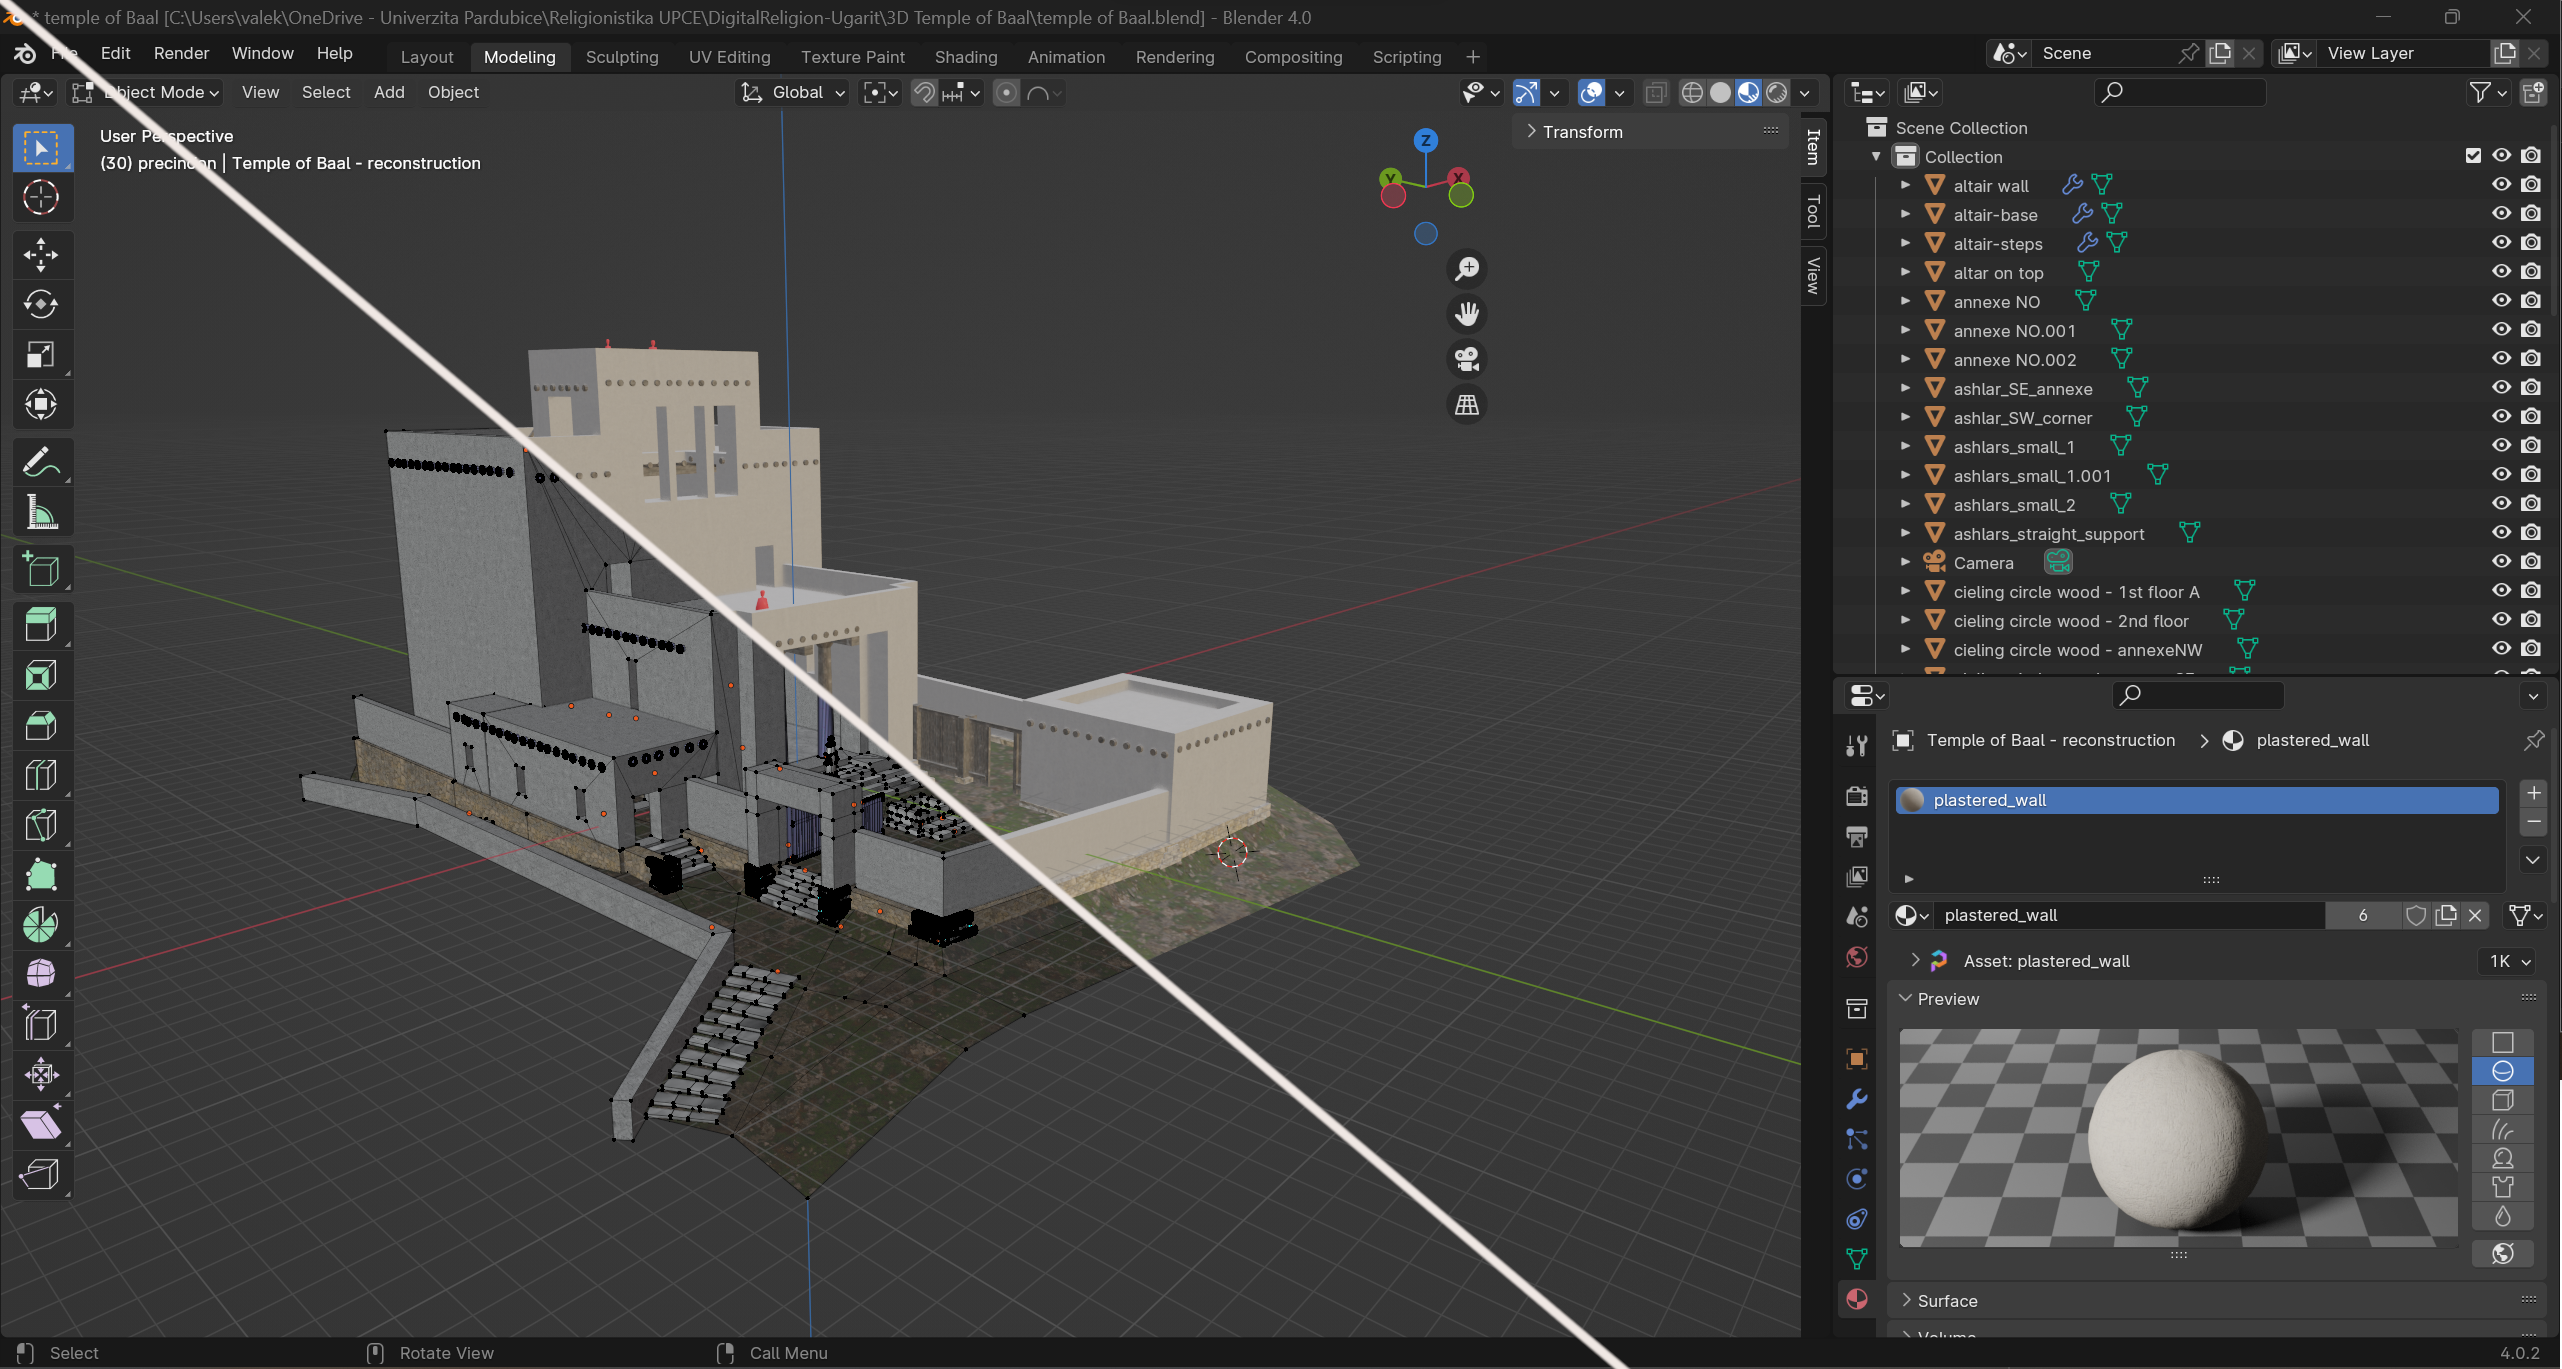 * temple of Baal [C:\Users\valek\OneDrive - Univerzita Pardubice\Religionistika UPCE\DigitalReligion-Ugarit\3D Temple of Baal\temple of Baal.blend] - Blender 4.0
Edit Render Window Help Layout Modeling Sculpting UV Editing Texture Paint Shading Animation Rendering Compositing Scripting + Scene View Layer
Object Mode View Select Add Object Global
User Perspective
(30) precinden | Temple of Baal - reconstruction
Transform
Item
Tool
View
Z
Y
X
Scene Collection
Collection
altair wall
altair-base
altair-steps
altar on top
annexe NO
annexe NO.001
annexe NO.002
ashlar_SE_annexe
ashlar_SW_corner
ashlars_small_1
ashlars_small_1.001
ashlars_small_2
ashlars_straight_support
Camera
cieling circle wood - 1st floor A
cieling circle wood - 2nd floor
cieling circle wood - annexeNW
Temple of Baal - reconstruction > plastered_wall
plastered_wall
plastered_wall 6
Asset: plastered_wall 1K
Preview
Surface
Volume
Select Rotate View Call Menu 4.0.2